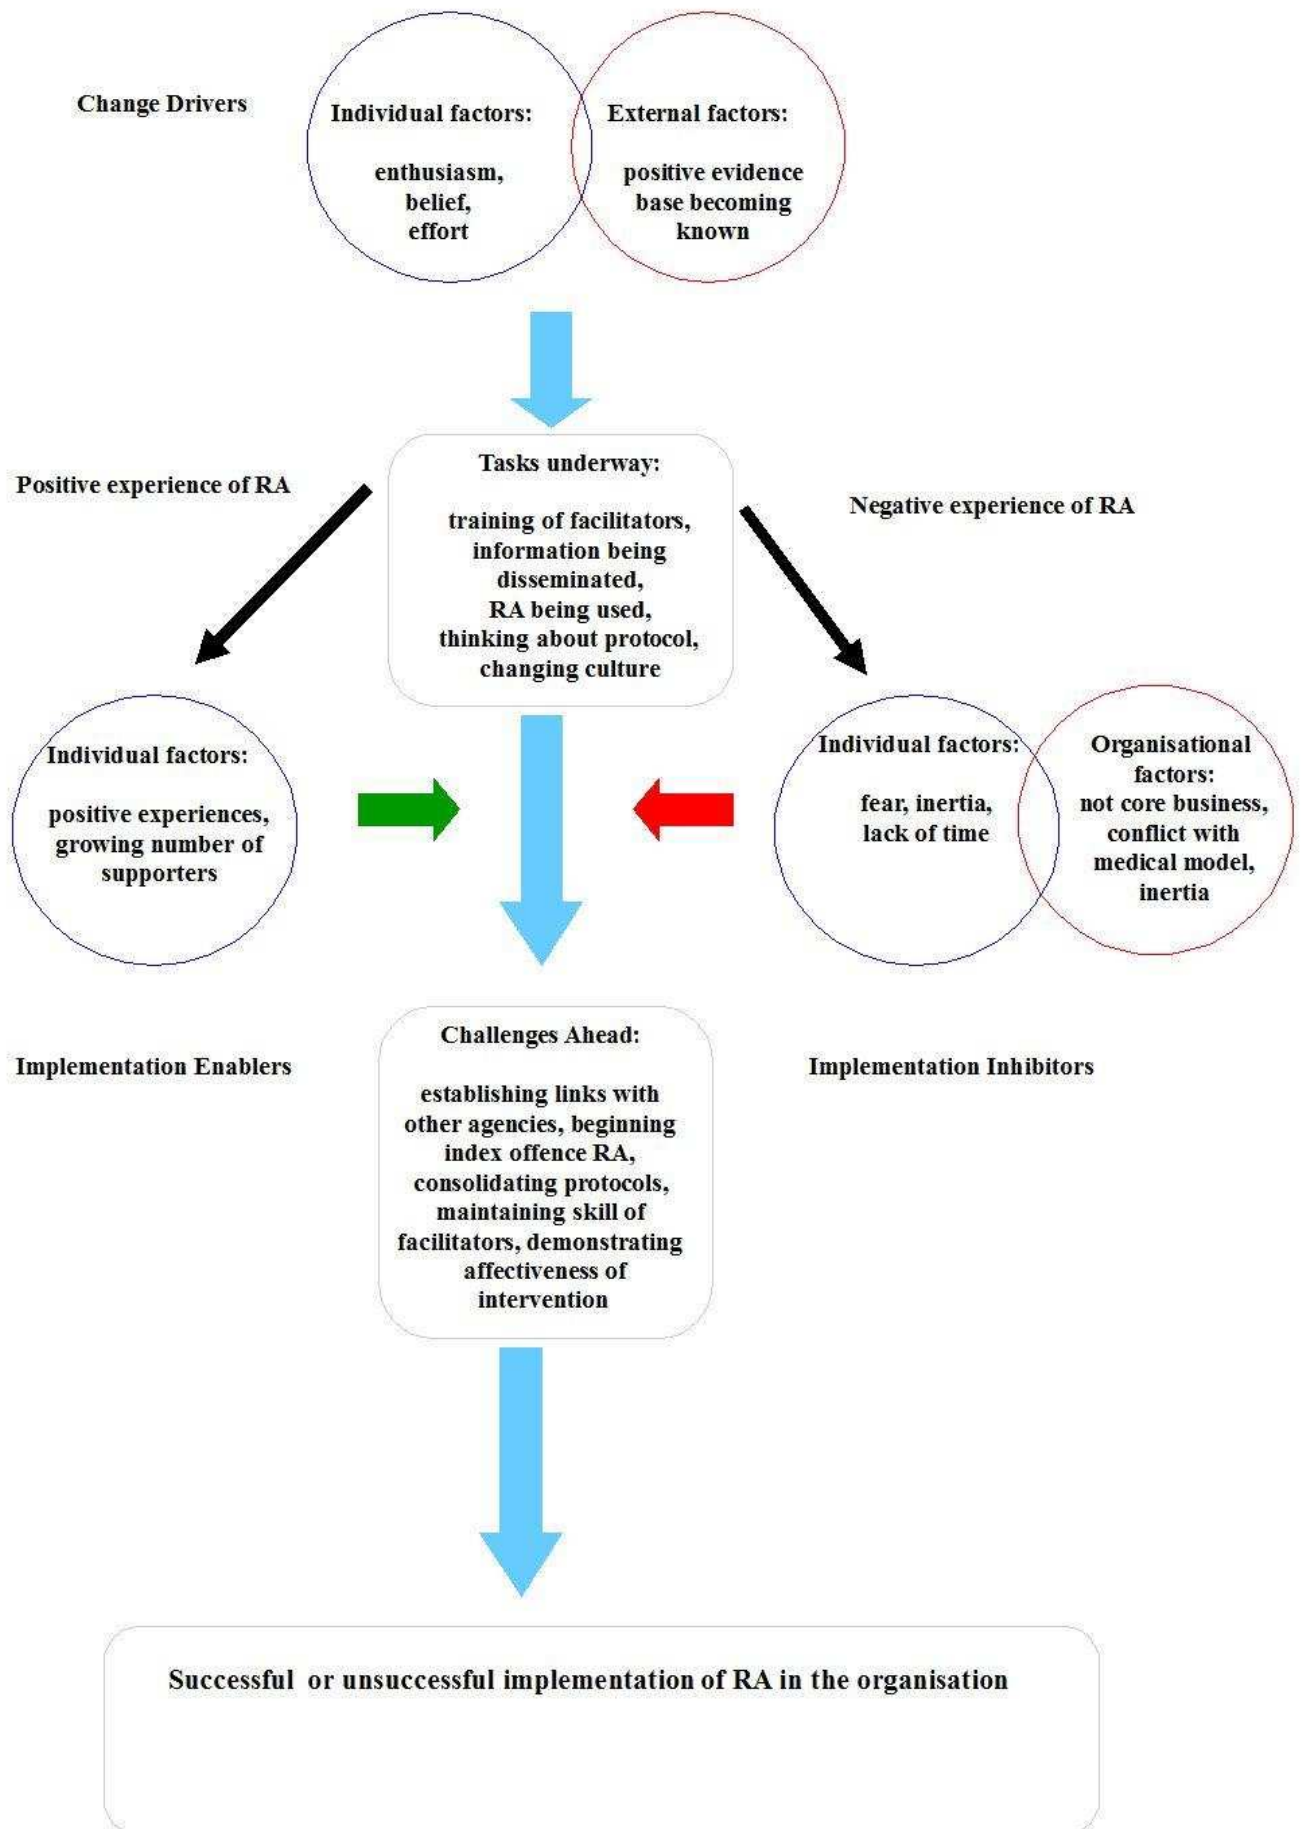 Change Drivers
Individual factors:
enthusiasm,
belief,
effort
External factors:
positive evidence
base becoming
known
Tasks underway:
training of facilitators,
information being
disseminated,
RA being used,
thinking about protocol,
changing culture
Positive experience of RA
Negative experience of RA
Individual factors:
positive experiences,
growing number of
supporters
Individual factors:
fear, inertia,
lack of time
Organisational
factors:
not core business,
conflict with
medical model,
inertia
Implementation Enablers
Challenges Ahead:
establishing links with
other agencies, beginning
index offence RA,
consolidating protocols,
maintaining skill of
facilitators, demonstrating
affectiveness of
intervention
Implementation Inhibitors
Successful or unsuccessful implementation of RA in the organisation